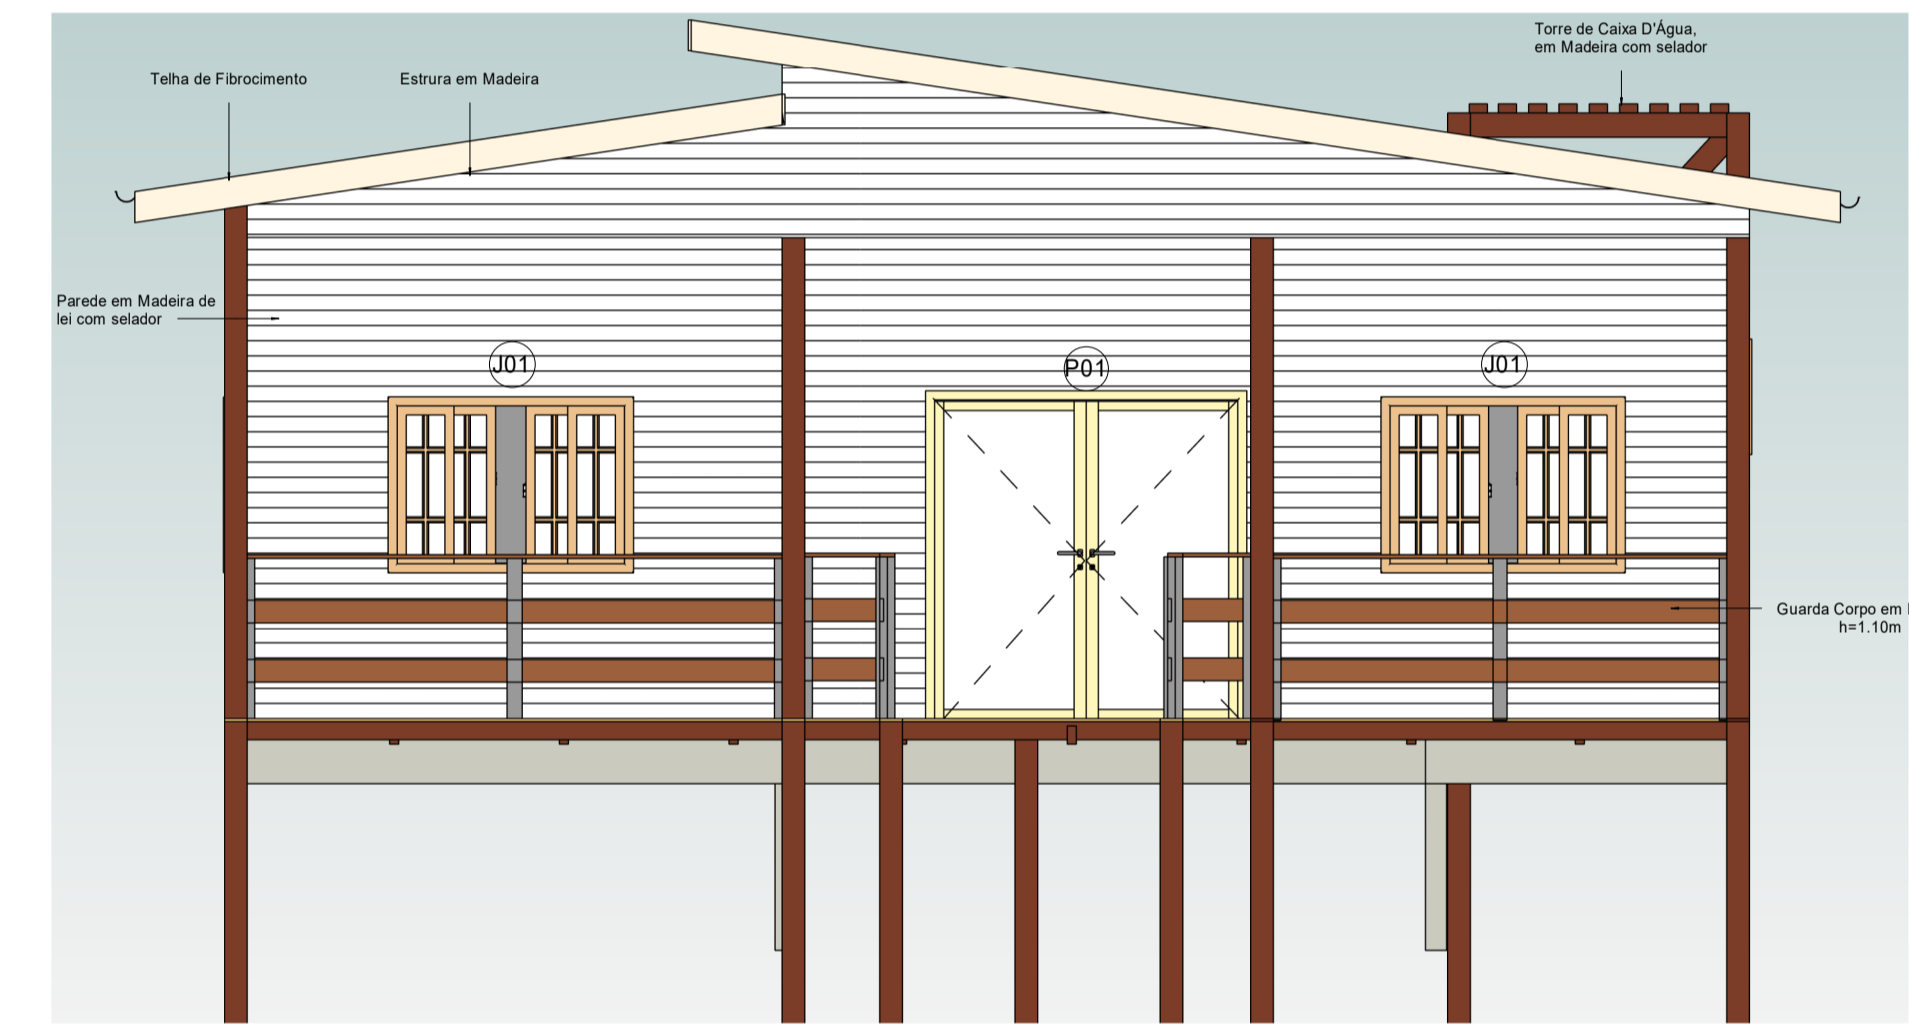 Torre de Caixa D'Água,
em Madeira com selador
Telha de Fibrocimento
Estrura em Madeira
Parede em Madeira de
lei com selador
J01
P01
J01
Guarda Corpo em
h=1.10m